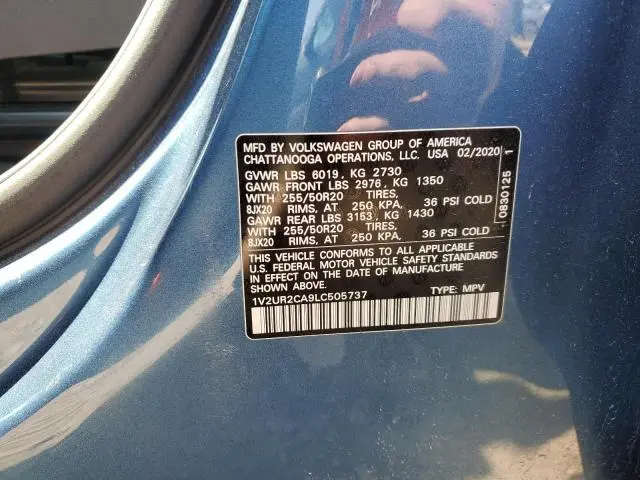 MFD BY VOLKSWAGEN GROUP OF AMERICA
CHATTANOOGA OPERATIONS, LLC. USA 02/2020
GVWR LBS 6019, KG 2730
GAWR FRONT LBS 2976, KG 1350
WITH 255/50R20 TIRES,
8JX20 RIMS, AT 250 KPA, 36 PSI COLD
GAWR REAR LBS 3153, KG 1430
WITH 255/50R20 TIRES,
8JX20 RIMS, AT 250 KPA, 36 PSI COLD
THIS VEHICLE CONFORMS TO ALL APPLICABLE
U.S. FEDERAL MOTOR VEHICLE SAFETY STANDARDS
IN EFFECT ON THE DATE OF MANUFACTURE
SHOWN ABOVE.
1V2UR2CA9LC505737 TYPE: MPV
10830125 1